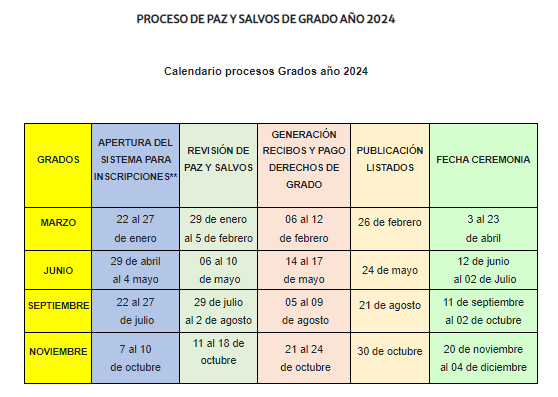 PROCESO DE PAZ Y SALVOS DE GRADO AÑO 2024
Calendario procesos Grados año 2024
GRADOS
APERTURA DEL
SISTEMA PARA
INSCRIPCIONES**
REVISIÓN DE
PAZ Y SALVOS
GENERACIÓN
RECIBOS Y PAGO
DERECHOS DE
GRADO
PUBLICACIÓN
LISTADOS
FECHA CEREMONIA
MARZO
22 al 27
de enero
29 de enero
al 5 de febrero
06 al 12
de febrero
26 de febrero
3 al 23
de abril
JUNIO
29 de abril
al 4 mayo
06 al 10
de mayo
14 al 17
de mayo
24 de mayo
12 de junio
al 02 de Julio
SEPTIEMBRE
22 al 27
de julio
29 de julio
al 2 de agosto
05 al 09
de agosto
21 de agosto
11 de septiembre
al 02 de octubre
NOVIEMBRE
7 al 10
de octubre
11 al 18 de
octubre
21 al 24
de octubre
30 de octubre
20 de noviembre
al 04 de diciembre